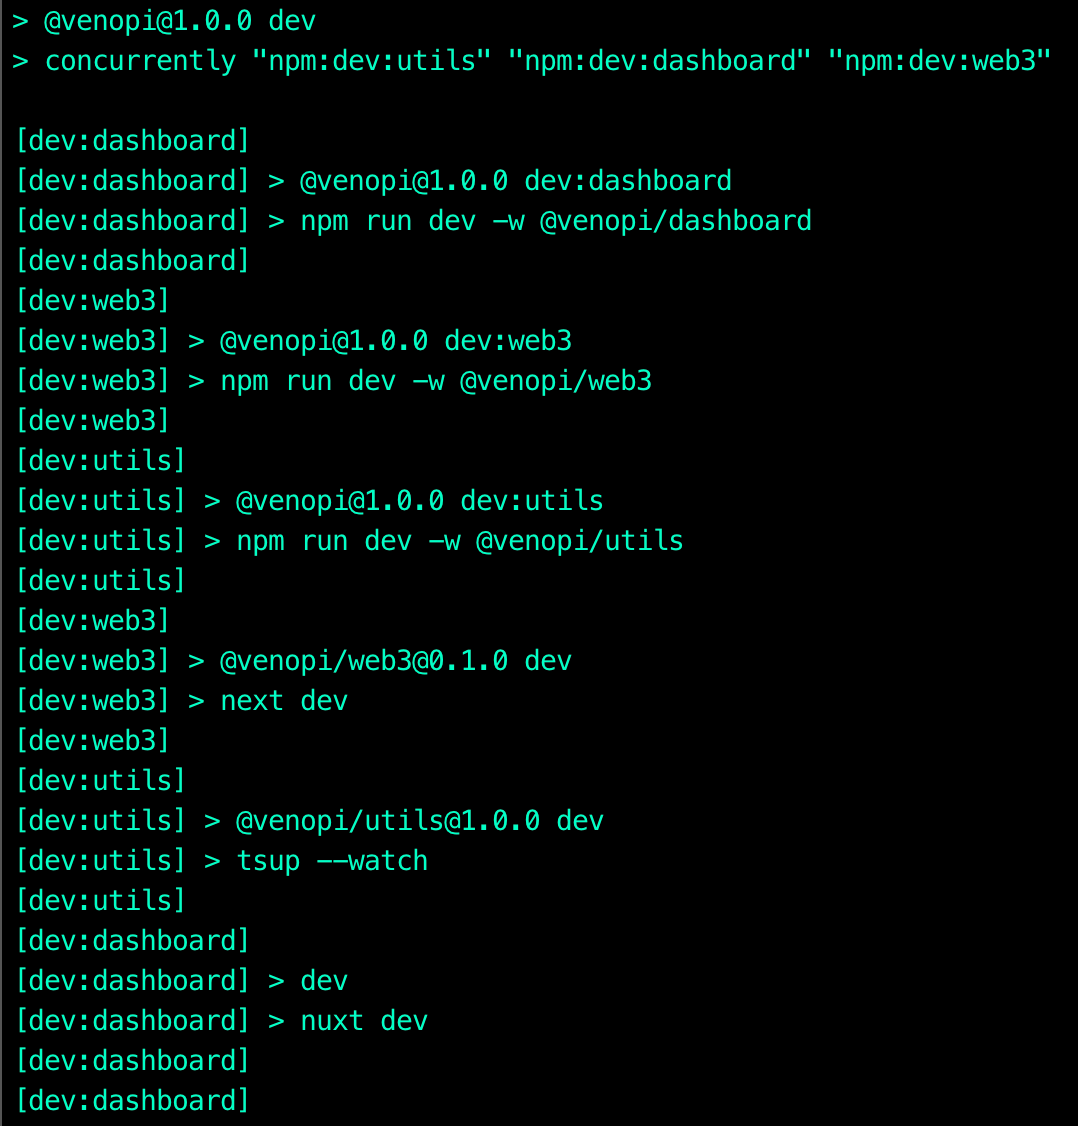 > @venopi@1.0.0 dev
> concurrently "npm:dev:utils" "npm:dev:dashboard" "npm:dev:web3"
[dev:dashboard]
[dev:dashboard] > @venopi@1.0.0 dev:dashboard
[dev:dashboard] > npm run dev -w @venopi/dashboard
[dev:dashboard]
[dev:web3]
[dev:web3] > @venopi@1.0.0 dev:web3
[dev:web3] > npm run dev -w @venopi/web3
[dev:web3]
[dev:utils]
[dev:utils] > @venopi@1.0.0 dev:utils
[dev:utils] > npm run dev -w @venopi/utils
[dev:utils]
[dev:web3]
[dev:web3] > @venopi/web3@0.1.0 dev
[dev:web3] > next dev
[dev:web3]
[dev:utils]
[dev:utils] > @venopi/utils@1.0.0 dev
[dev:utils] > tsup --watch
[dev:utils]
[dev:dashboard]
[dev:dashboard] > dev
[dev:dashboard] > nuxt dev
[dev:dashboard]
[dev:dashboard]